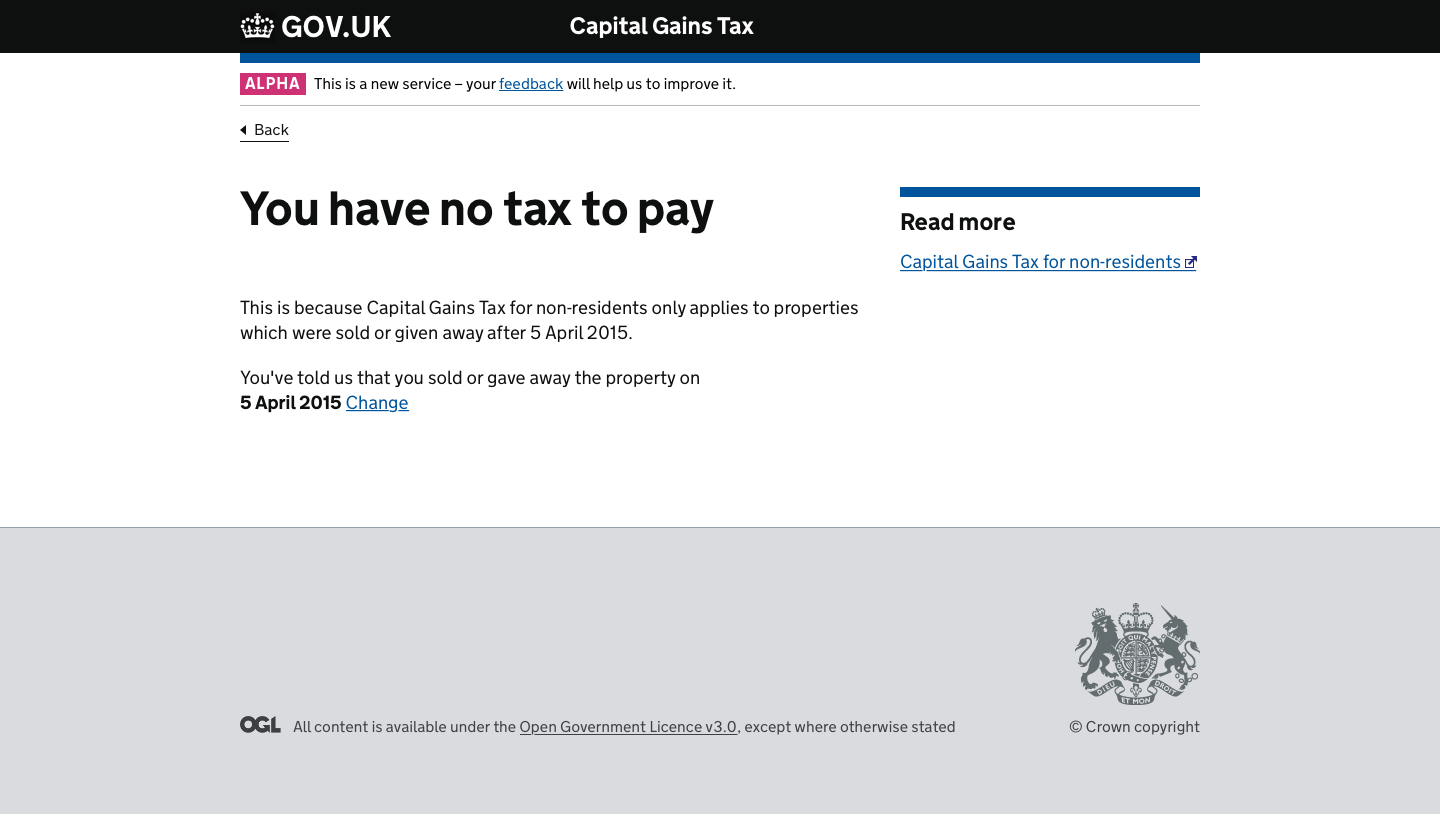 GOV.UK
Capital Gains Tax
ALPHA This is a new service – your feedback will help us to improve it.
Back
You have no tax to pay
This is because Capital Gains Tax for non-residents only applies to properties
which were sold or given away after 5 April 2015.
You've told us that you sold or gave away the property on
5 April 2015 Change
Read more
Capital Gains Tax for non-residents
OGL All content is available under the Open Government Licence v3.0, except where otherwise stated
DIEU ET MON DROIT
© Crown copyright